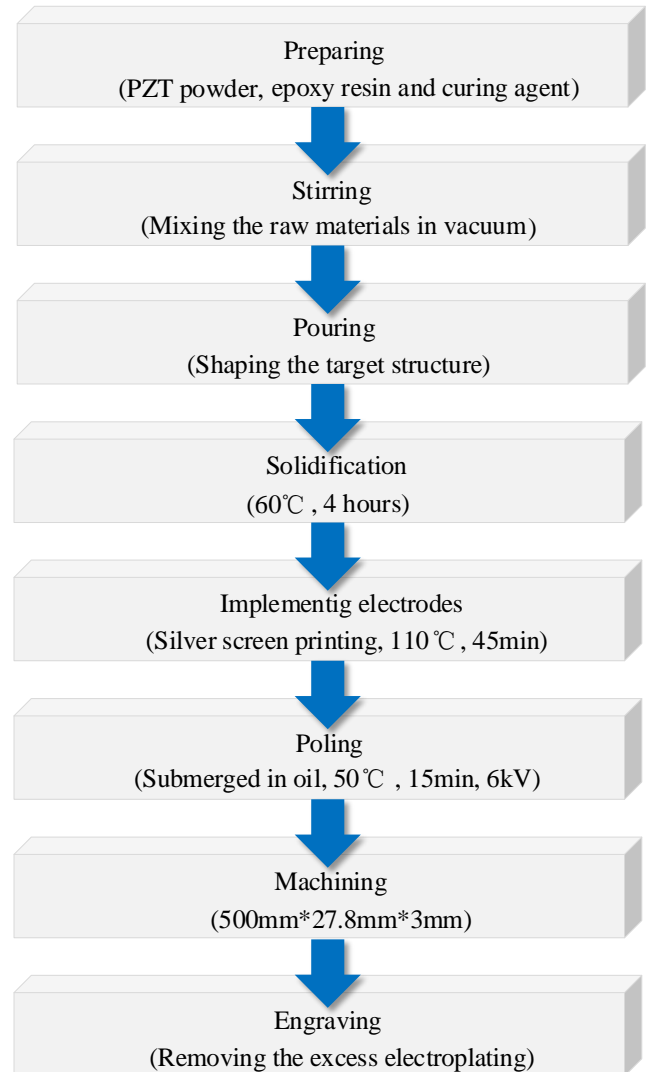 Preparing
(PZT powder, epoxy resin and curing agent)
Stirring
(Mixing the raw materials in vacuum)
Pouring
(Shaping the target structure)
Solidification
(60℃ , 4 hours)
Implementig electrodes
(Silver screen printing, 110℃ , 45min)
Poling
(Submerged in oil, 50℃ , 15min, 6kV)
Machining
(500mm*27.8mm*3mm)
Engraving
(Removing the excess electroplating)